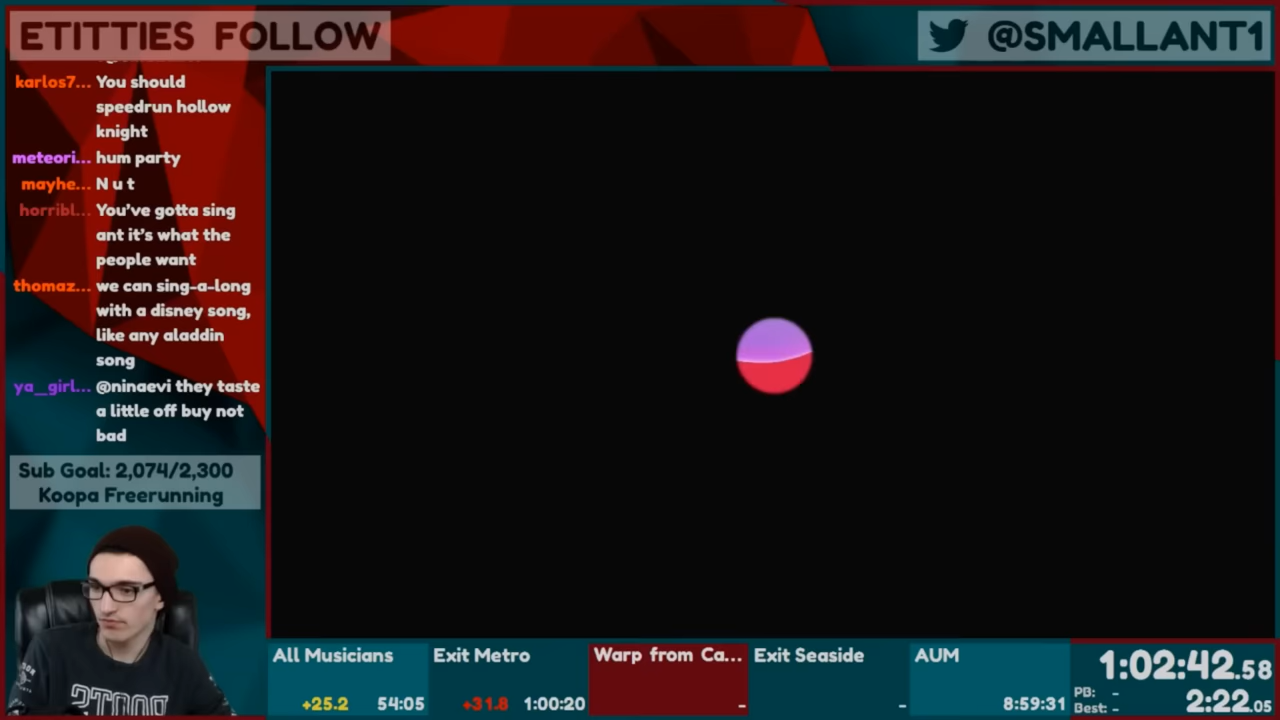 ETITTIES FOLLOW
@SMALLANT1
karlos7... You should
speedrun hollow
knight
meteori... hum party
mayhe... N u t
horribl... You've gotta sing
ant it's what the
people want
thomaz... we can sing-a-long
with a disney song,
like any aladdin
song
ya__girl... @ninaevi they taste
a little off buy not
bad
Sub Goal: 2,074/2,300
Koopa Freerunning
All Musicians
+25.2 54:05
Exit Metro
+31.8 1:00:20
Warp from Ca...
-
Exit Seaside
-
AUM
8:59:31
1:02:42.58
PB: -
Best: -
2:22.05